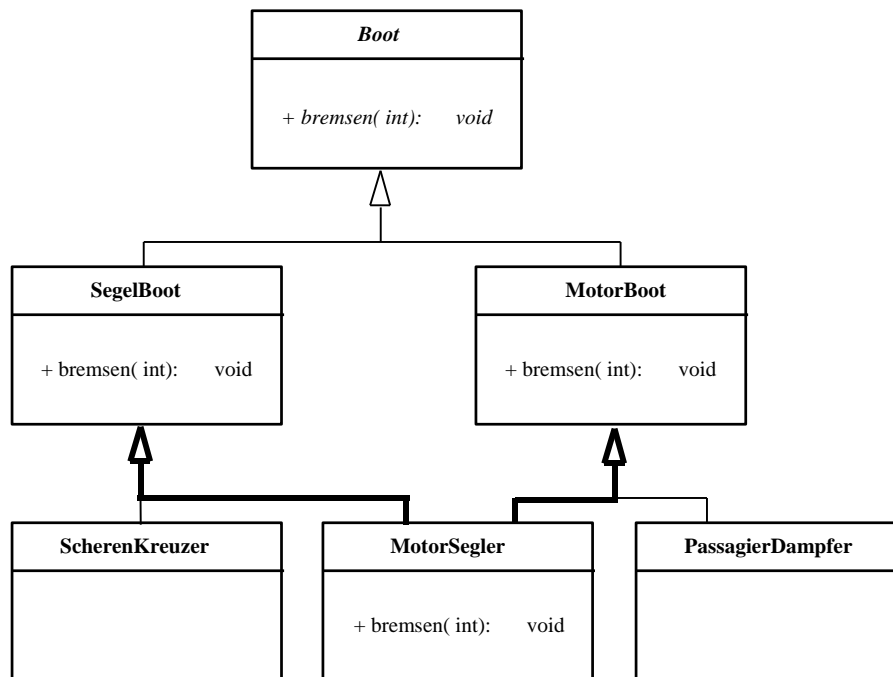 Boot
+ bremsen( int): void
SegelBoot
MotorBoot
+ bremsen( int): void
+ bremsen( int): void
ScherenKreuzer
MotorSegler
PassagierDampfer
+ bremsen( int): void